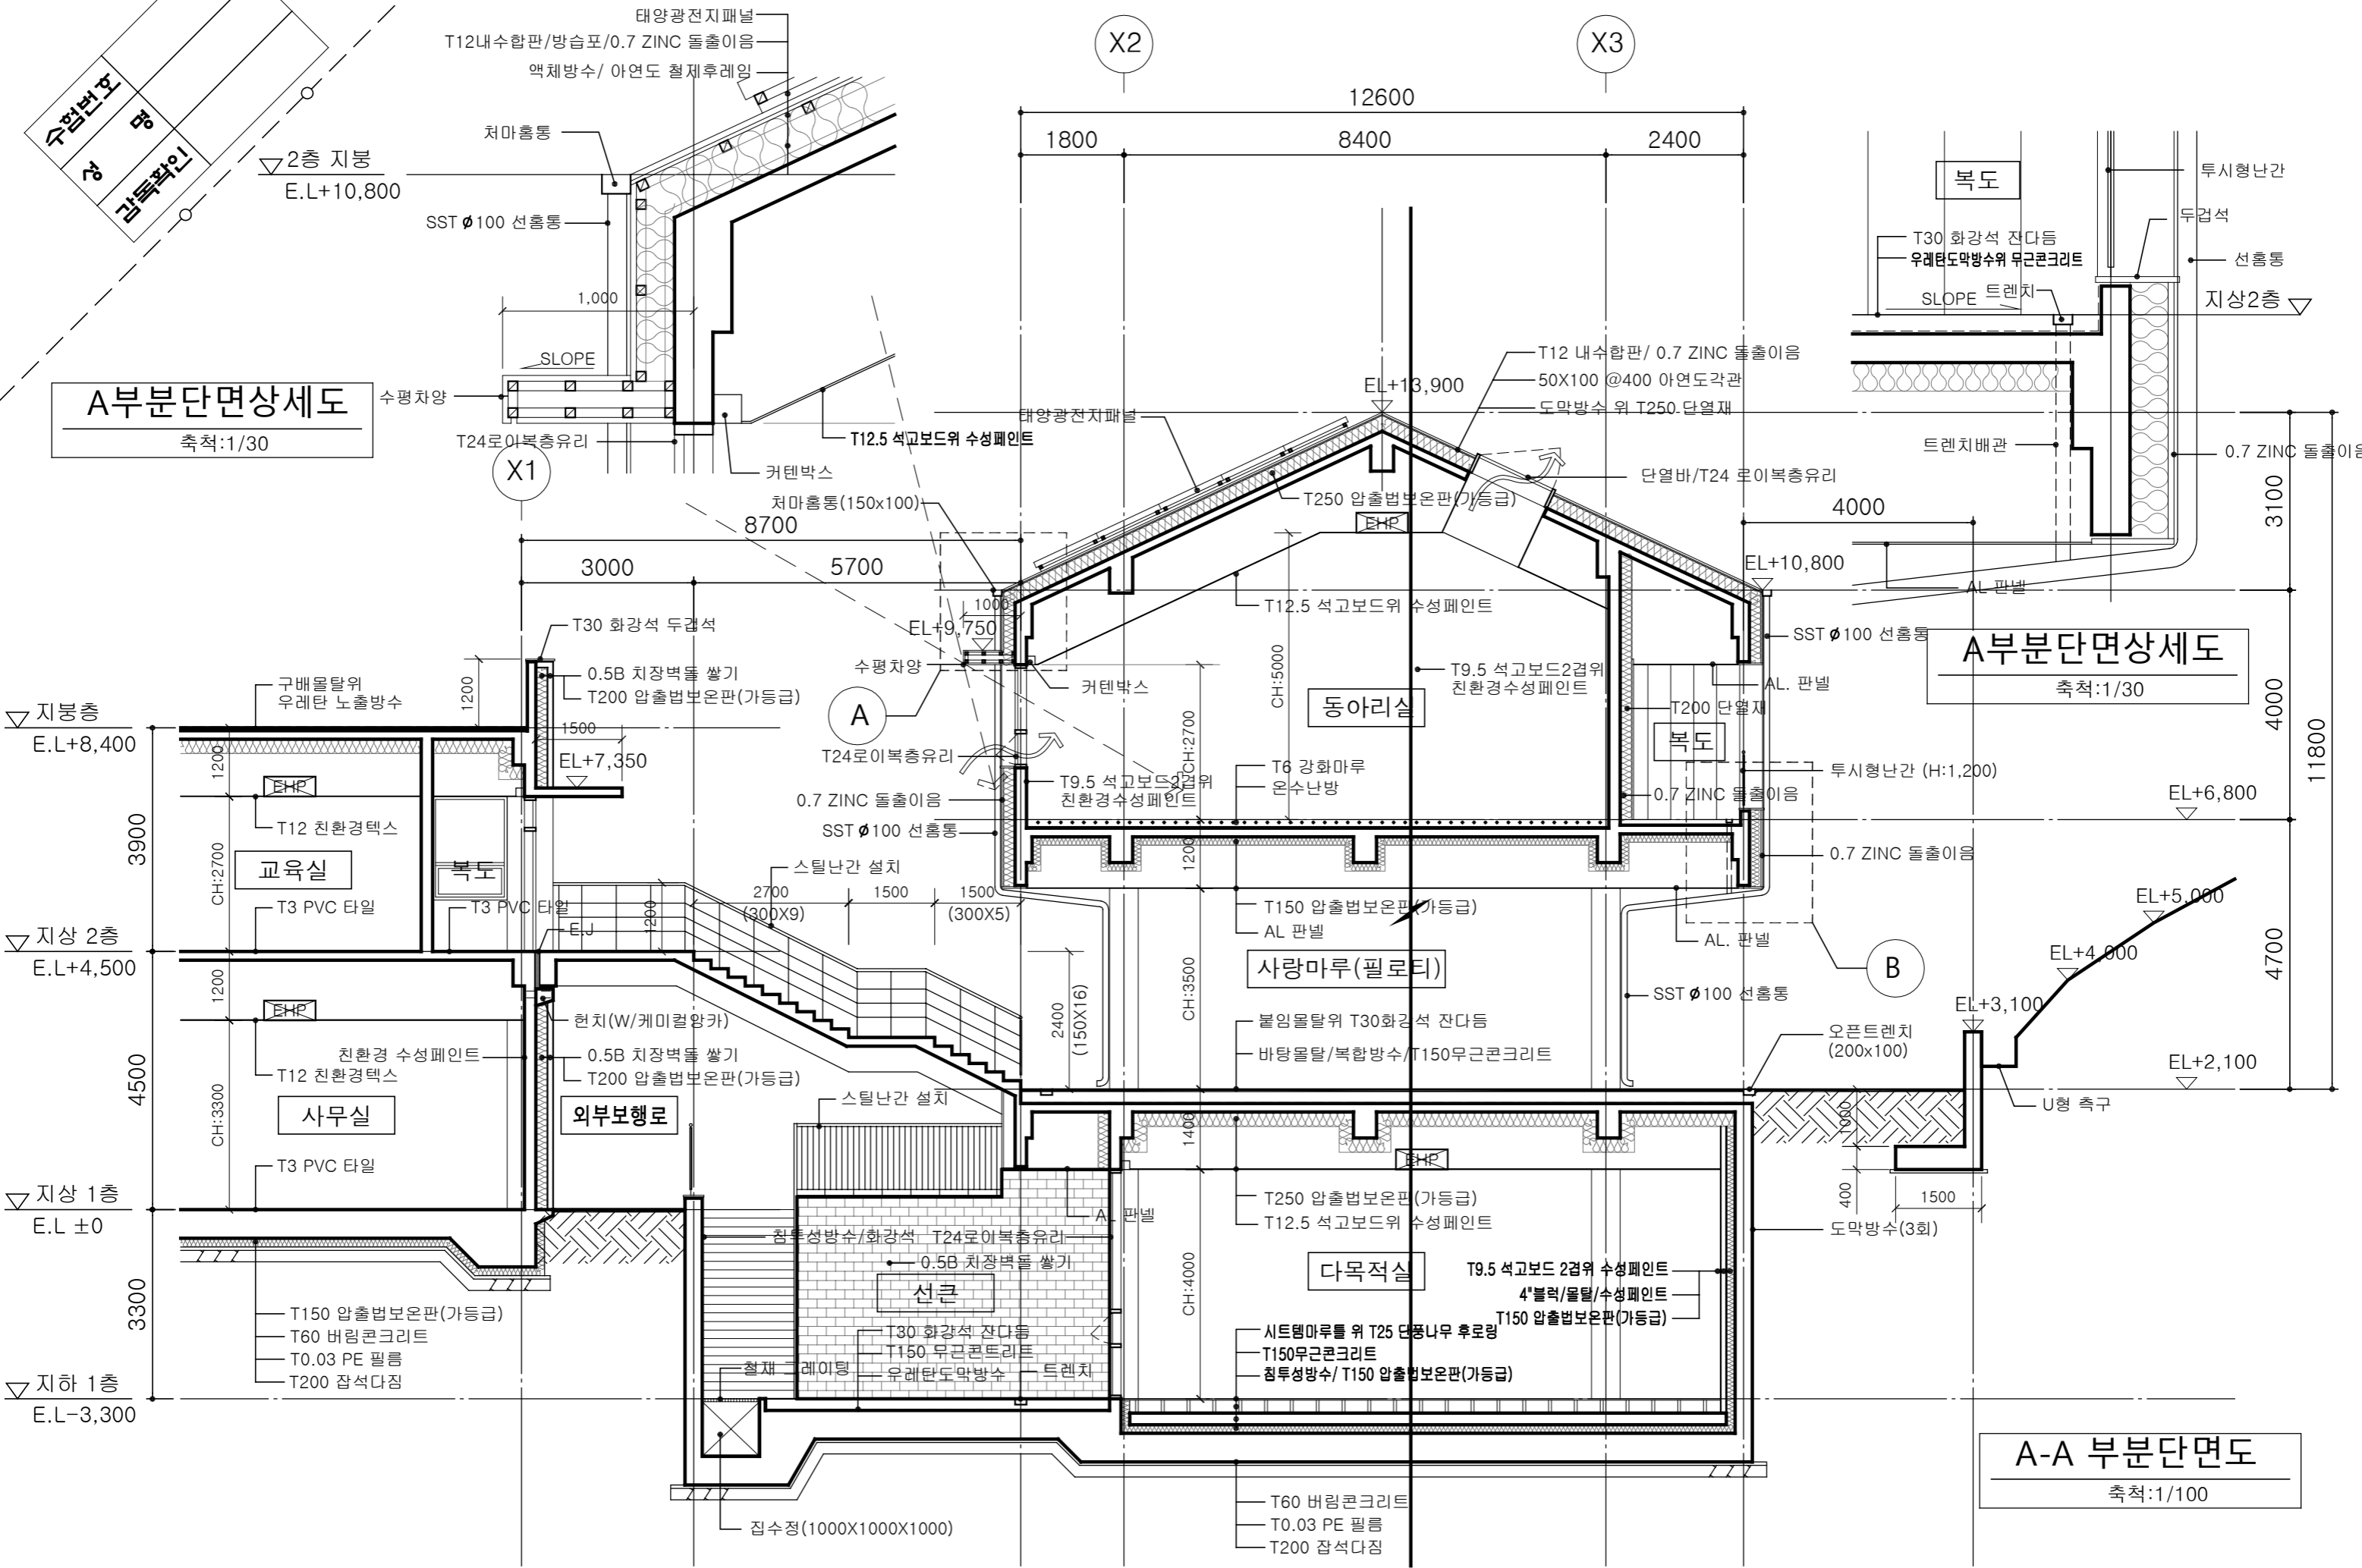 수험번호
성 명
감독확인
태양광전지패널
T12내수합판/방습포/0.7 ZINC 돌출이음
액체방수/ 아연도 철제후레임
처마홈통
2층 지붕
E.L+10,800
SST ø100 선홈통
1,000
SLOPE
수평차양
T24로이복층유리
T12.5 석고보드위 수성페인트
커텐박스
A부분단면상세도
축척:1/30
X1
X2
X3
12600
1800
8400
2400
복도
투시형난간
두겁석
T30 화강석 잔다듬
우레탄도막방수위 무근콘크리트
선홈통
SLOPE
트렌치
지상2층
트렌치배관
0.7 ZINC 돌출이음
AL 판넬
A부분단면상세도
축척:1/30
T12 내수합판/ 0.7 ZINC 돌출이음
50X100 @400 아연도각관
도막방수 위 T250 단열재
EL+13,900
태양광전지패널
단열바/T24 로이복층유리
T250 압출법보온판(가등급)
EHP
처마홈통(150x100)
8700
3000
5700
4000
3100
4000
11800
4700
EL+10,800
T12.5 석고보드위 수성페인트
CH:5000
1000
EL+9,750
수평차양
커텐박스
A
SST ø100 선홈통
AL. 판넬
T9.5 석고보드2겹위
친환경수성페인트
동아리실
T200 단열재
복도
CH:2700
T24로이복층유리
T9.5 석고보드2겹위
친환경수성페인트
T6 강화마루
온수난방
투시형난간 (H:1,200)
0.7 ZINC 돌출이음
0.7 ZINC 돌출이음
SST ø100 선홈통
EL+6,800
0.7 ZINC 돌출이음
1200
T30 화강석 두겁석
구배몰탈위
우레탄 노출방수
1200
0.5B 치장벽돌 쌓기
T200 압출법보온판(가등급)
1500
지붕층
E.L+8,400
EL+7,350
1200
EHP
T12 친환경텍스
3900
CH:2700
교육실
복도
T3 PVC 타일
T3 PVC 타일
지상 2층
E.L+4,500
E.J
1200
스틸난간 설치
2700
(300X9)
1500
1500
(300X5)
2400
(150X16)
T150 압출법보온판(가등급)
AL 판넬
AL. 판넬
B
사랑마루(필로티)
CH:3500
SST ø100 선홈통
EL+5,000
EL+4,000
EL+3,100
EL+2,100
붙임몰탈위 T30화강석 잔다듬
바탕몰탈/복합방수/T150무근콘크리트
오픈트렌치
(200x100)
U형 측구
1200
EHP
헌치(W/케미컬앙카)
친환경 수성페인트
0.5B 치장벽돌 쌓기
T200 압출법보온판(가등급)
T12 친환경텍스
4500
CH:3300
사무실
외부보행로
스틸난간 설치
T3 PVC 타일
지상 1층
E.L ±0
1400
EHP
1000
400
1500
T250 압출법보온판(가등급)
T12.5 석고보드위 수성페인트
AL 판넬
도막방수(3회)
침투성방수/화강석
T24로이복층유리
0.5B 치장벽돌 쌓기
선큰
CH:4000
다목적실
T9.5 석고보드 2겹위 수성페인트
4"블럭/몰탈/수성페인트
T150 압출법보온판(가등급)
3300
T150 압출법보온판(가등급)
T60 버림콘크리트
T0.03 PE 필름
T200 잡석다짐
T30 화강석 잔다듬
T150 무근콘트리트
우레탄도막방수
철재 그레이팅
트렌치
시트템마루틀 위 T25 단풍나무 후로링
T150무근콘크리트
침투성방수/ T150 압출법보온판(가등급)
지하 1층
E.L-3,300
집수정(1000X1000X1000)
T60 버림콘크리트
T0.03 PE 필름
T200 잡석다짐
A-A 부분단면도
축척:1/100